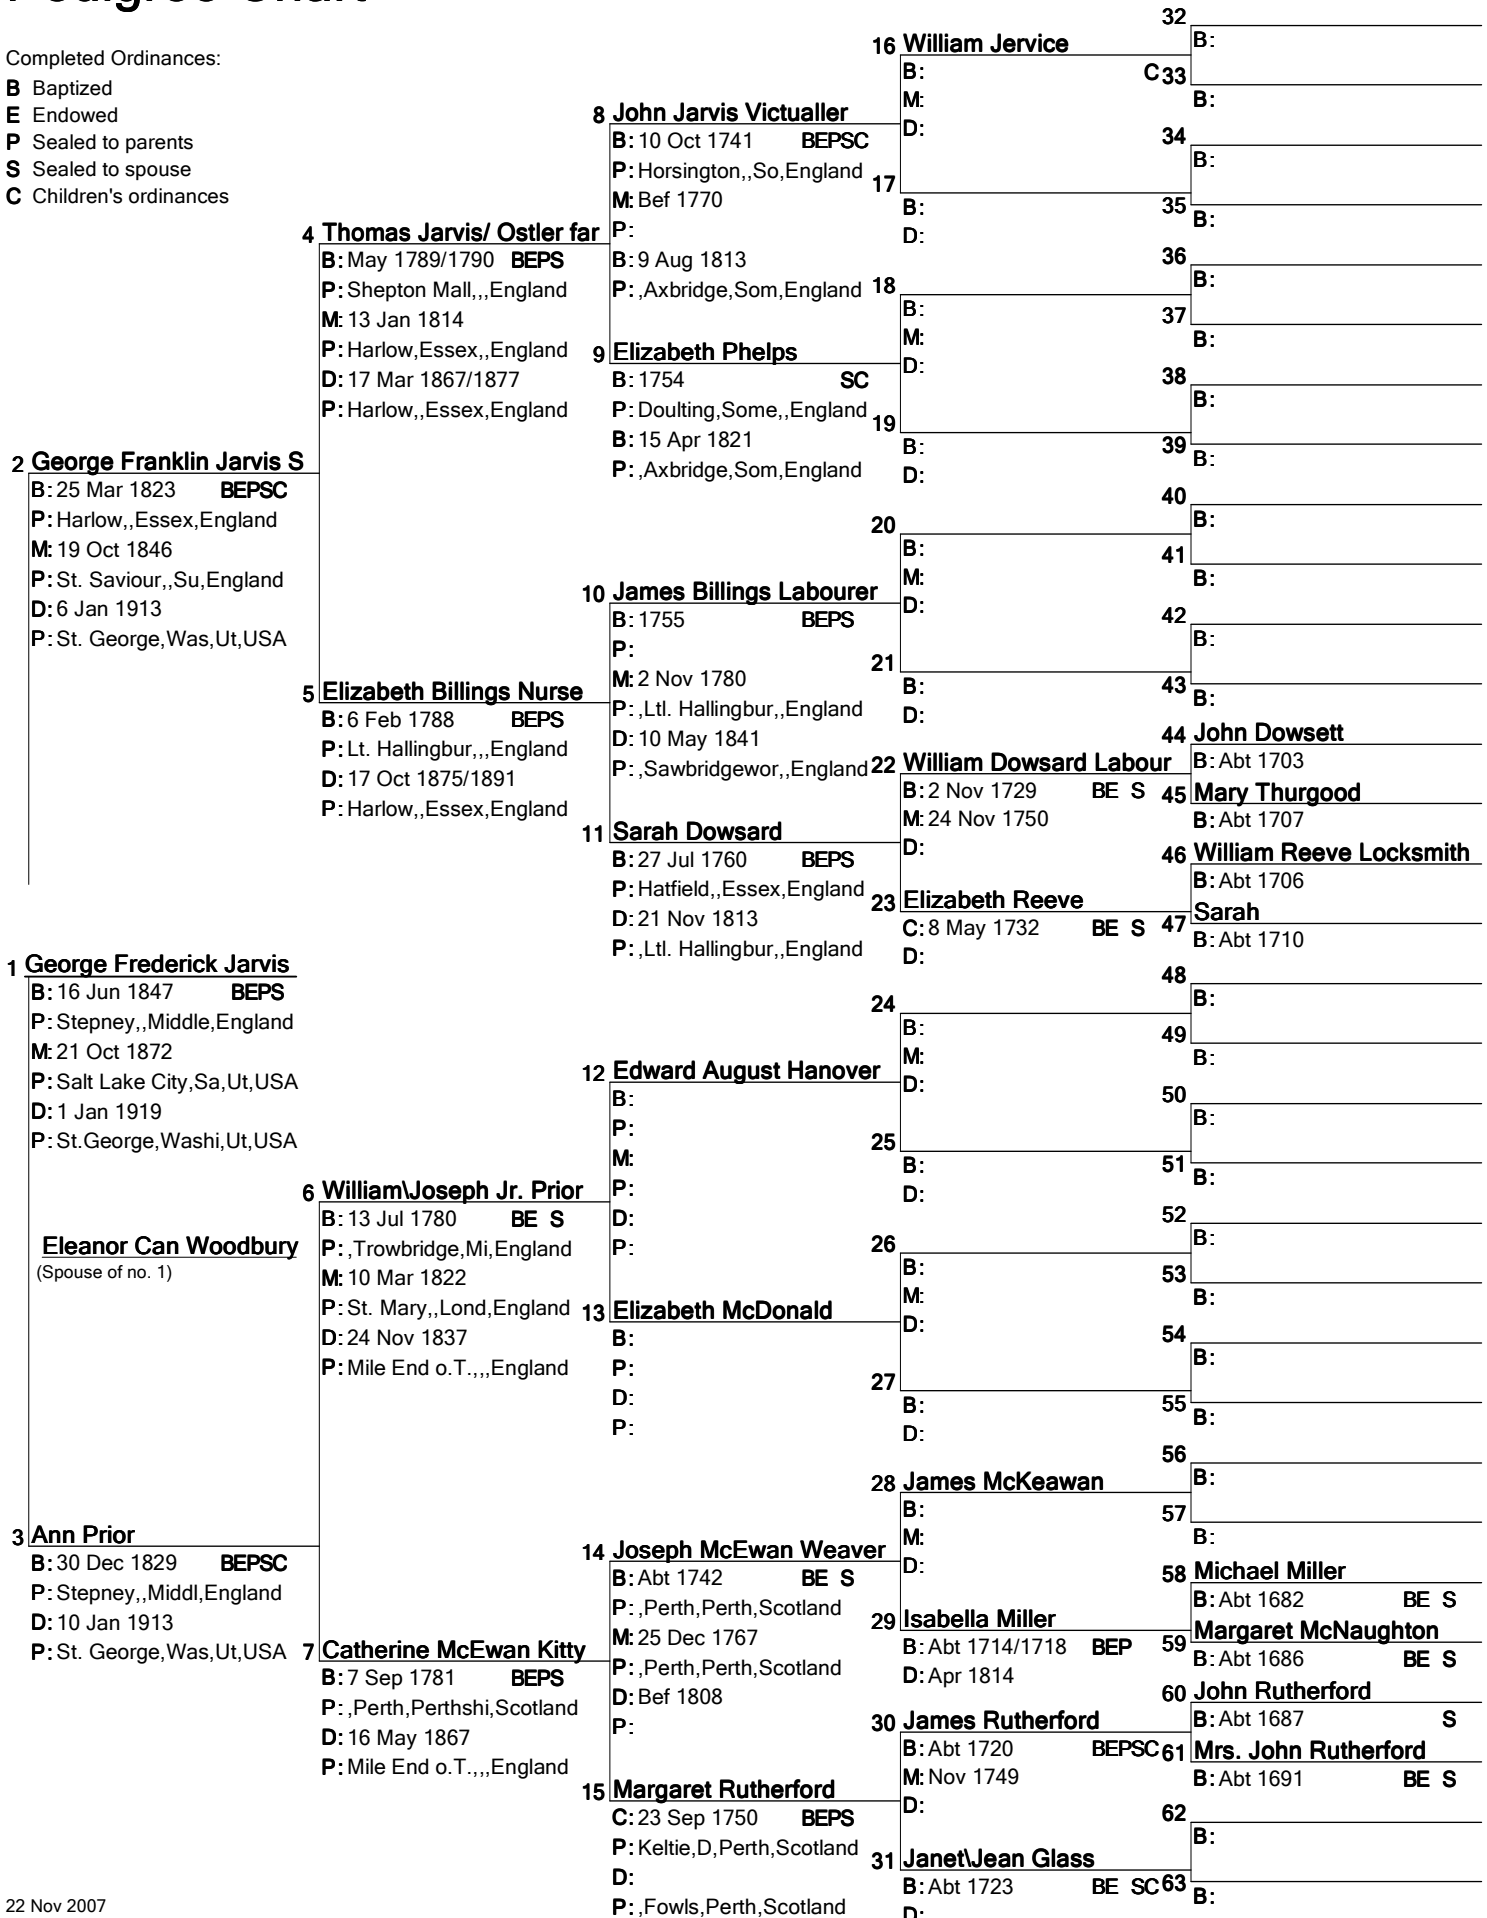 Completed Ordinances:
B Baptized
E Endowed
P Sealed to parents
S Sealed to spouse
C Children's ordinances
2 George Franklin Jarvis S
B: 25 Mar 1823 BEPSC
P: Harlow,,Essex,England
M: 19 Oct 1846
P: St. Saviour,,Su,England
D: 6 Jan 1913
P: St. George,Was,Ut,USA
1 George Frederick Jarvis
B: 16 Jun 1847 BEPS
P: Stepney,,Middle,England
M: 21 Oct 1872
P: Salt Lake City,Sa,Ut,USA
D: 1 Jan 1919
P: St.George,Washi,Ut,USA
Eleanor Can Woodbury
(Spouse of no. 1)
3 Ann Prior
B: 30 Dec 1829 BEPSC
P: Stepney,,Middl,England
D: 10 Jan 1913
P: St. George,Was,Ut,USA
22 Nov 2007
4 Thomas Jarvis/ Ostler far
B: May 1789/1790 BEPS
P: Shepton Mall,,,England
M: 13 Jan 1814
P: Harlow,Essex,,England
D: 17 Mar 1867/1877
P: Harlow,,Essex,England
5 Elizabeth Billings Nurse
B: 6 Feb 1788 BEPS
P: Lt. Hallingbur,,,England
D: 17 Oct 1875/1891
P: Harlow,,Essex,England
6 William\Joseph Jr. Prior
B: 13 Jul 1780 BE S
P: ,Trowbridge,Mi,England
M: 10 Mar 1822
P: St. Mary,,Lond,England
D: 24 Nov 1837
P: Mile End o.T.,,,England
7 Catherine McEwan Kitty
B: 7 Sep 1781 BEPS
P: ,Perth,Perthshi,Scotland
D: 16 May 1867
P: Mile End o.T.,,,England
8 John Jarvis Victualler
B: 10 Oct 1741 BEPSC
P: Horsington,,So,England
M: Bef 1770
P:
B: 9 Aug 1813
P: ,Axbridge,Som,England
9 Elizabeth Phelps
B: 1754 SC
P: Doulting,Some,,England
B: 15 Apr 1821
P: ,Axbridge,Som,England
10 James Billings Labourer
B: 1755 BEPS
P:
M: 2 Nov 1780
P: ,Ltl. Hallingbur,,England
D: 10 May 1841
P: ,Sawbridgewor,,England
11 Sarah Dowsard
B: 27 Jul 1760 BEPS
P: Hatfield,,Essex,England
D: 21 Nov 1813
P: ,Ltl. Hallingbur,,England
12 Edward August Hanover
B:
P:
M:
P:
D:
P:
13 Elizabeth McDonald
B:
P:
D:
P:
14 Joseph McEwan Weaver
B: Abt 1742 BE S
P: ,Perth,Perth,Scotland
M: 25 Dec 1767
P: ,Perth,Perth,Scotland
D: Bef 1808
P:
15 Margaret Rutherford
C: 23 Sep 1750 BEPS
P: Keltie,D,Perth,Scotland
D:
P: ,Fowls,Perth,Scotland
16 William Jervice
B: C
M:
D:
17
B:
D:
18
B:
M:
D:
19
B:
D:
20
B:
M:
D:
21
B:
D:
22 William Dowsard Labour
B: 2 Nov 1729 BE S
M: 24 Nov 1750
D:
23 Elizabeth Reeve
C: 8 May 1732 BE S
D:
24
B:
M:
D:
25
B:
D:
26
B:
M:
D:
27
B:
D:
28 James McKeawan
B:
M:
D:
29 Isabella Miller
B: Abt 1714/1718 BEP
D: Apr 1814
30 James Rutherford
B: Abt 1720 BEPSC
M: Nov 1749
D:
31 Janet\Jean Glass
B: Abt 1723 BE SC
32
B:
33
B:
34
B:
35
B:
36
B:
37
B:
38
B:
39
B:
40
B:
41
B:
42
B:
43
B:
44 John Dowsett
B: Abt 1703
45 Mary Thurgood
B: Abt 1707
46 William Reeve Locksmith
B: Abt 1706
47 Sarah
B: Abt 1710
48
B:
49
B:
50
B:
51
B:
52
B:
53
B:
54
B:
55
B:
56
B:
57
B:
58 Michael Miller
B: Abt 1682 BE S
59 Margaret McNaughton
B: Abt 1686 BE S
60 John Rutherford
B: Abt 1687 S
61 Mrs. John Rutherford
B: Abt 1691 BE S
62
B:
63
B: